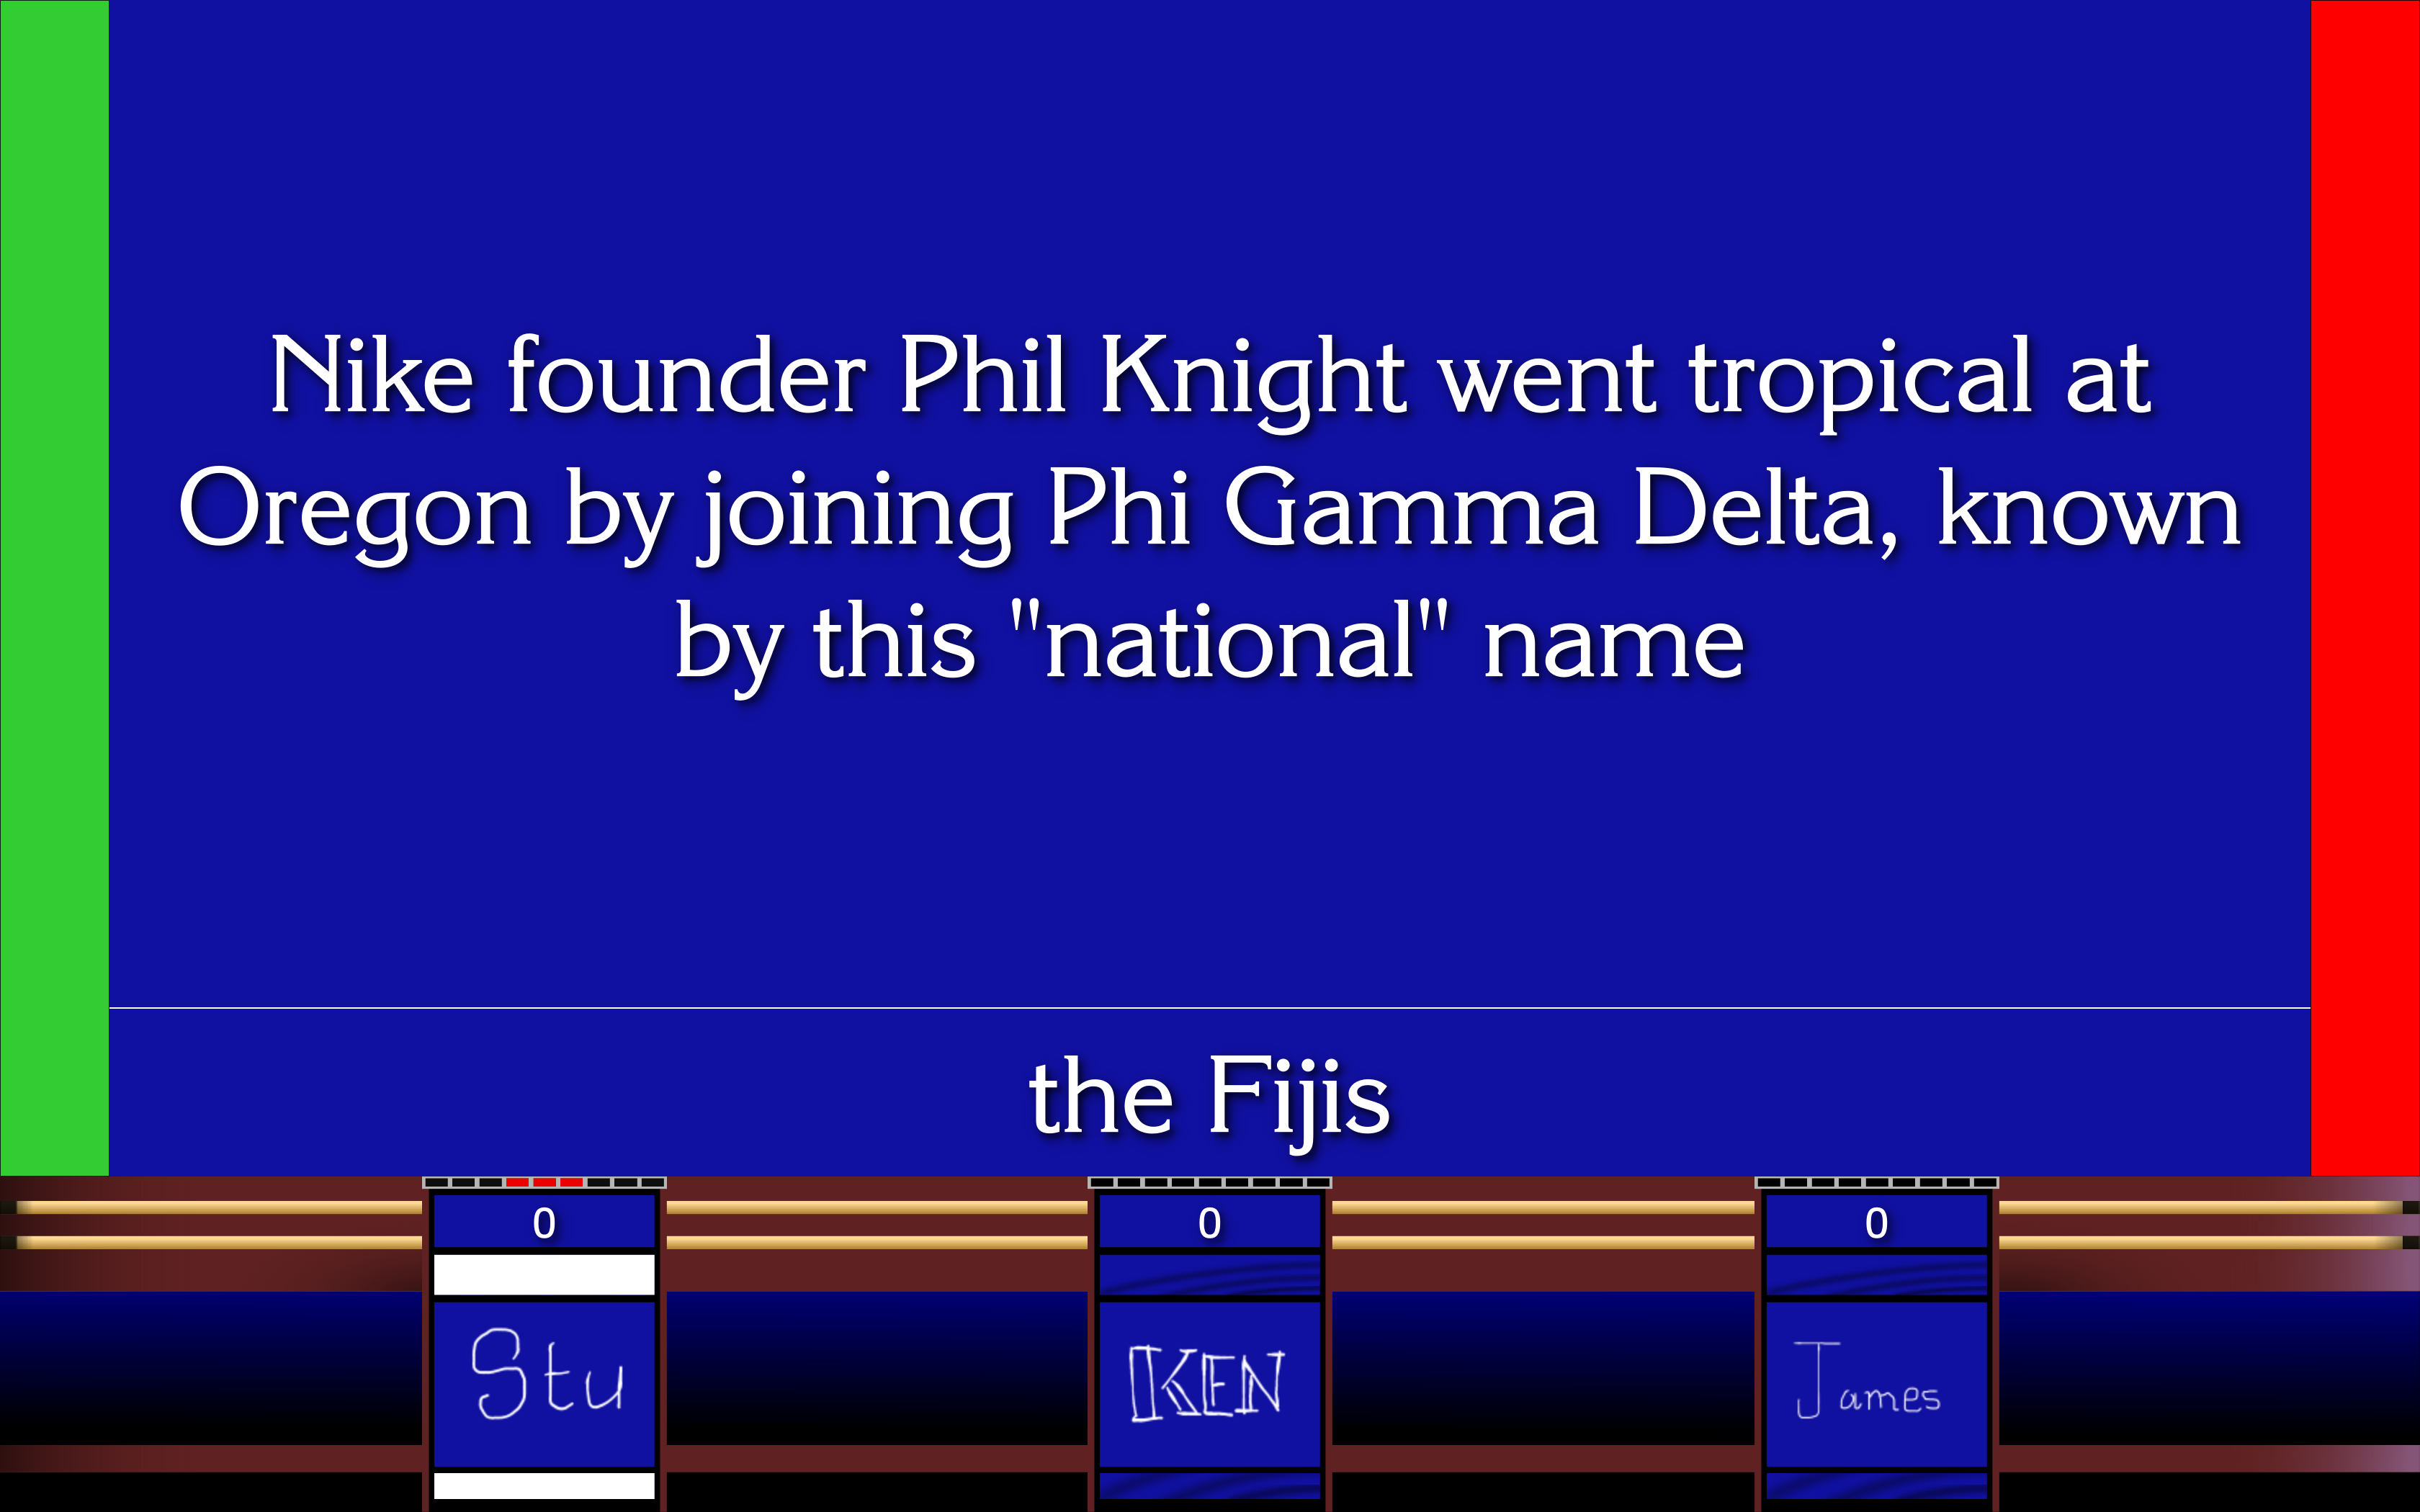 Nike founder Phil Knight went tropical at
Oregon by joining Phi Gamma Delta, known
by this "national" name
the Fijis
0
0
0
Stu
KEN
James